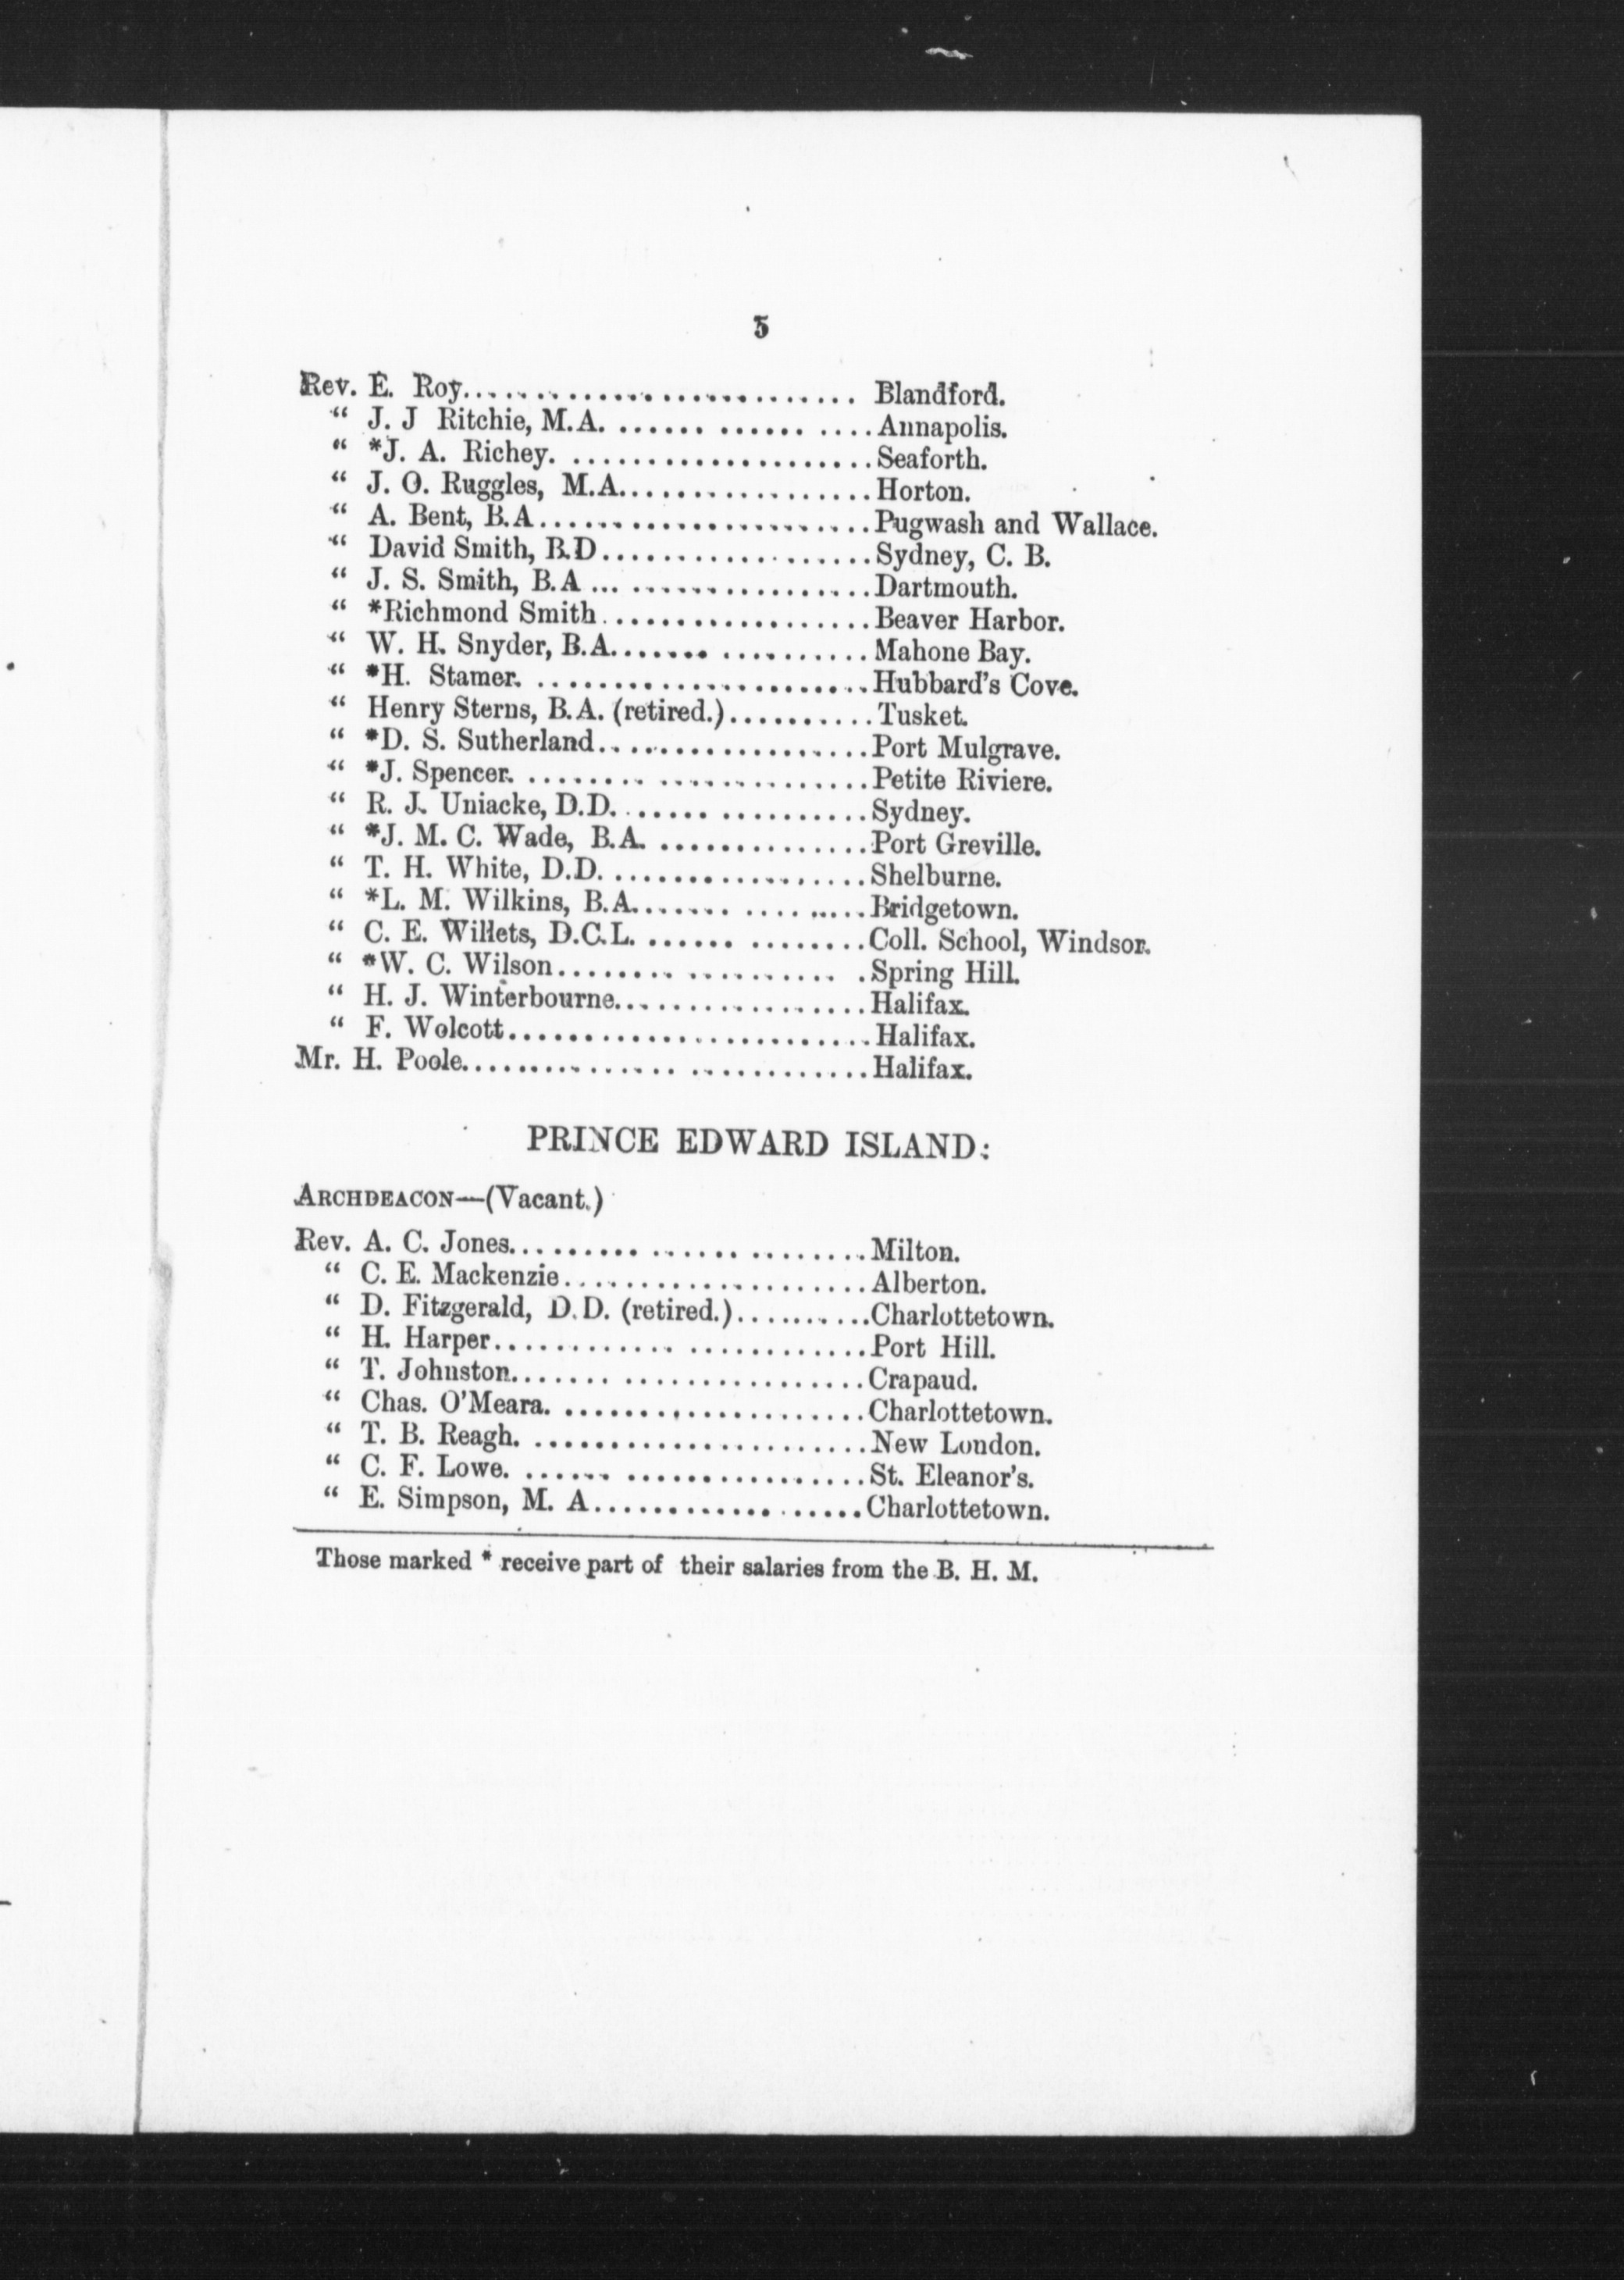 5
Rev. E. Roy.......................... Blandford.
“ J. J Ritchie, M.A. ...... ...... ....Annapolis.
“ *J. A. Richey. ....................Seaforth.
“ J. O. Ruggles, M.A.................Horton.
“ A. Bent, B.A......................Pugwash and Wallace.
“ David Smith, B.D..................Sydney, C. B.
“ J. S. Smith, B.A ... ................Dartmouth.
“ *Richmond Smith..................Beaver Harbor.
“ W. H. Snyder, B.A....... ..........Mahone Bay.
“ *H. Stamer. ......................Hubbard's Cove.
“ Henry Sterns, B.A. (retired.)..........Tusket.
“ *D. S. Sutherland..................Port Mulgrave.
“ *J. Spencer. ........ ..............Petite Riviere.
“ R. J. Uniacke, D.D. ...... ..........Sydney.
“ *J. M. C. Wade, B.A. ..............Port Greville.
“ T. H. White, D.D. .................Shelburne.
“ *L. M. Wilkins, B.A....... .... .....Bridgetown.
“ C. E. Willets, D.C.L. ...... ........Coll. School, Windsor.
“ *W. C. Wilson........ .......... .Spring Hill.
“ H. J. Winterbourne.................Halifax.
“ F. Wolcott........................Halifax.
Mr. H. Poole.............. ............Halifax.
PRINCE EDWARD ISLAND:
ARCHDEACON—(Vacant.)
Rev. A. C. Jones......... ...... ........Milton.
“ C. E. Mackenzie....................Alberton.
“ D. Fitzgerald, D.D. (retired.).........Charlottetown.
“ H. Harper............ ............Port Hill.
“ T. Johnston....... ................Crapaud.
“ Chas. O'Meara. ....................Charlottetown.
“ T. B. Reagh. ......................New London.
“ C. F. Lowe. ...... ................St. Eleanor's.
“ E. Simpson, M. A..................Charlottetown.
Those marked * receive part of their salaries from the B. H. M.